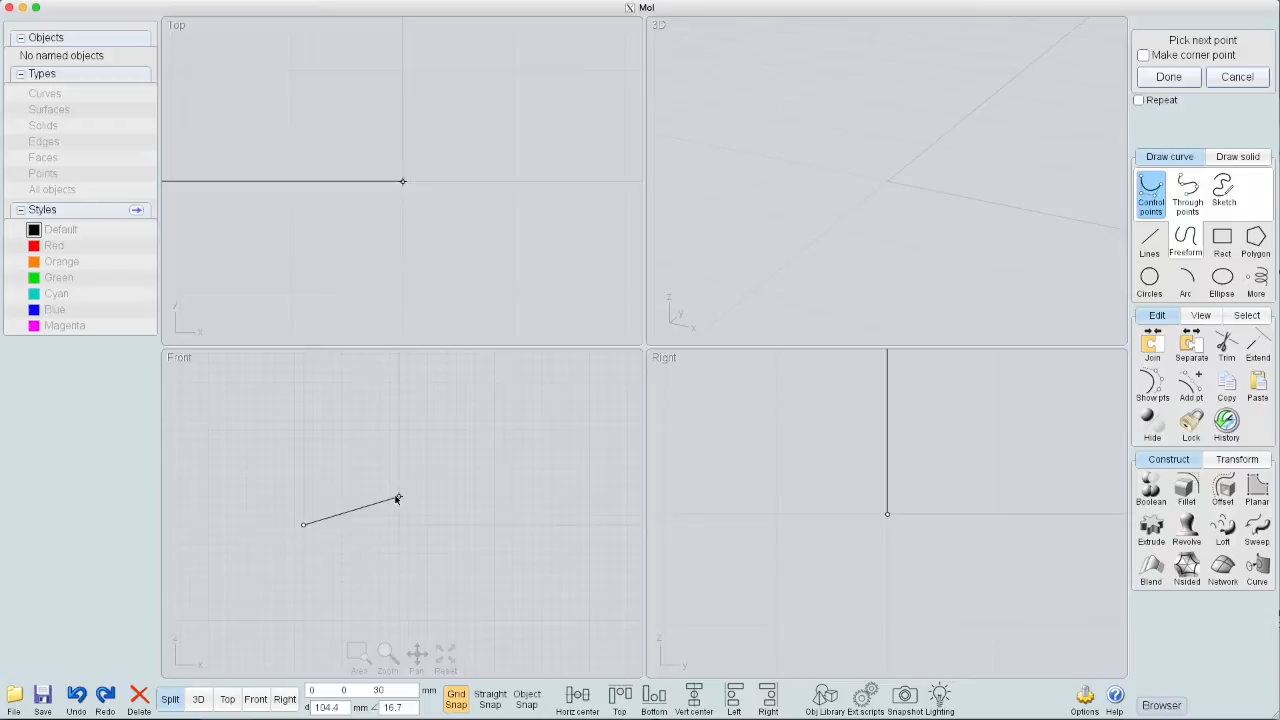 MoI
Objects
No named objects
Types
Curves
Surfaces
Solids
Edges
Faces
Points
All objects
Styles
Default
Red
Orange
Green
Cyan
Blue
Magenta
Top
y
x
3D
z
y
x
Front
z
x
Area
Zoom
Pan
Reset
Right
z
y
Pick next point
Make corner point
Done
Cancel
Repeat
Draw curve
Draw solid
Control points
Through points
Sketch
Lines
Freeform
Rect
Polygon
Circles
Arc
Ellipse
More
Edit
View
Select
Join
Separate
Trim
Extend
Show pts
Add pt
Copy
Paste
Hide
Lock
History
Construct
Transform
Boolean
Fillet
Offset
Planar
Extrude
Revolve
Loft
Sweep
Blend
Nsided
Network
Curve
File
Save
Undo
Redo
Delete
Split
3D
Top
Front
Right
0 0 30 mm
d 104.4 mm ∠ 16.7
Grid Snap
Straight Snap
Object Snap
Horiz center
Top
Bottom
Vert center
Left
Right
Obj Library
Ext scripts
Snapshot
Lighting
Options
Help
Browser